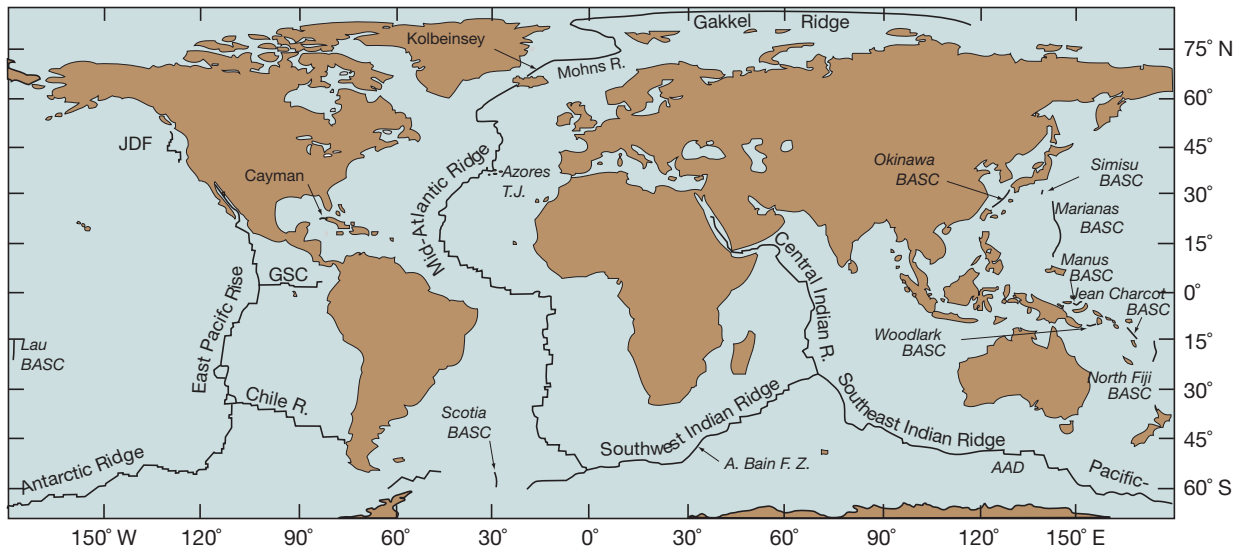 Gakkel Ridge
Kolbeinsey
Mohns R.
75° N
60°
JDF
45°
Cayman
Mid-Atlantic Ridge
Azores
T.J.
Okinawa
BASC
Simisu
BASC
30°
Marianas
BASC
15°
Central Indian R.
Manus
BASC
GSC
Jean Charcot
BASC
0°
East Pacifc Rise
Woodlark
BASC
15°
Lau
BASC
North Fiji
BASC
30°
Chile R.
Scotia
BASC
Southwest Indian Ridge
Southeast Indian Ridge
45°
Antarctic Ridge
A. Bain F. Z.
AAD
Pacific-
60° S
150° W
120°
90°
60°
30°
0°
30°
60°
90°
120°
150° E